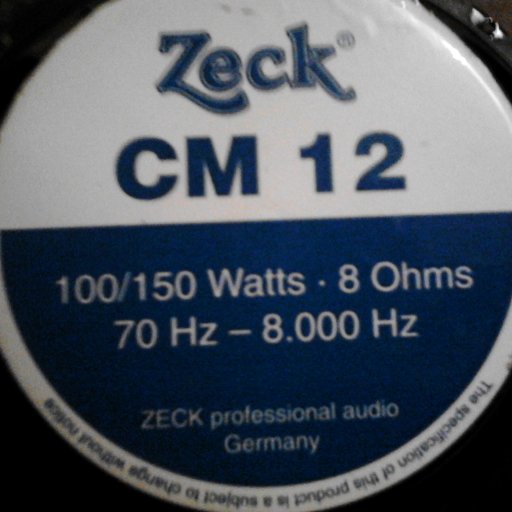 Zeck®
CM 12
100/150 Watts · 8 Ohms
70 Hz – 8.000 Hz
ZECK professional audio
Germany
The specification of this product is a subject to change without notice